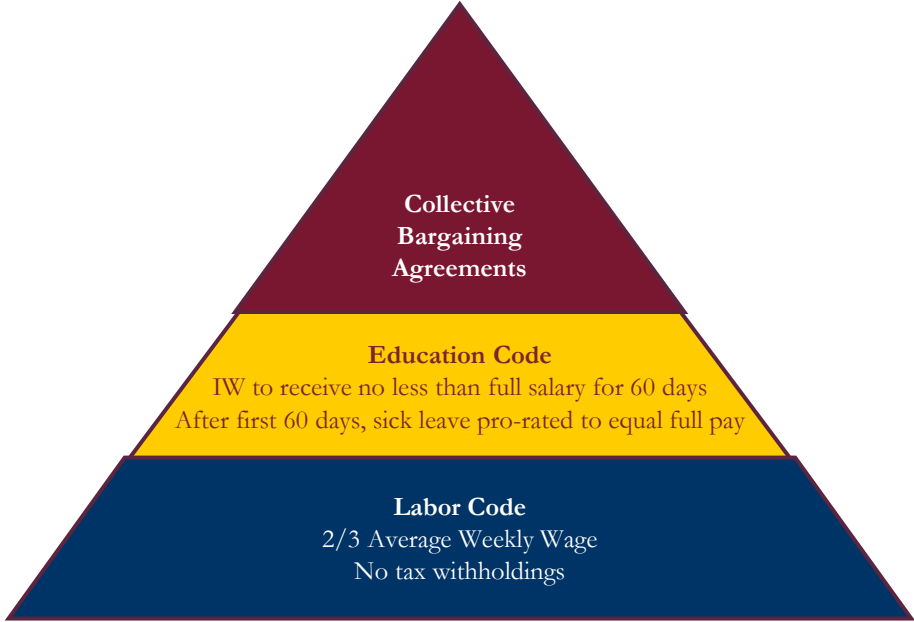 Collective
Bargaining
Agreements
Education Code
IW to receive no less than full salary for 60 days
After first 60 days, sick leave pro-rated to equal full pay
Labor Code
2/3 Average Weekly Wage
No tax withholdings